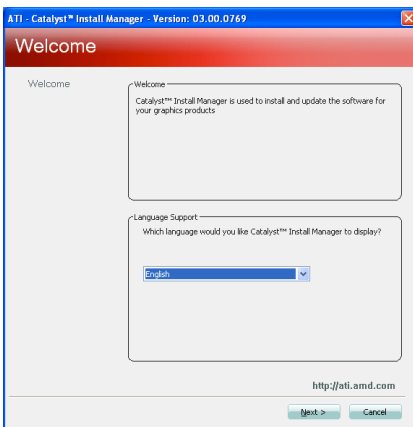 ATI - Catalyst™ Install Manager - Version: 03.00.0769
Welcome
Welcome
Welcome
Catalyst™ Install Manager is used to install and update the software for
your graphics products
Language Support
Which language would you like Catalyst™ Install Manager to display?
English
http://ati.amd.com
Next >
Cancel